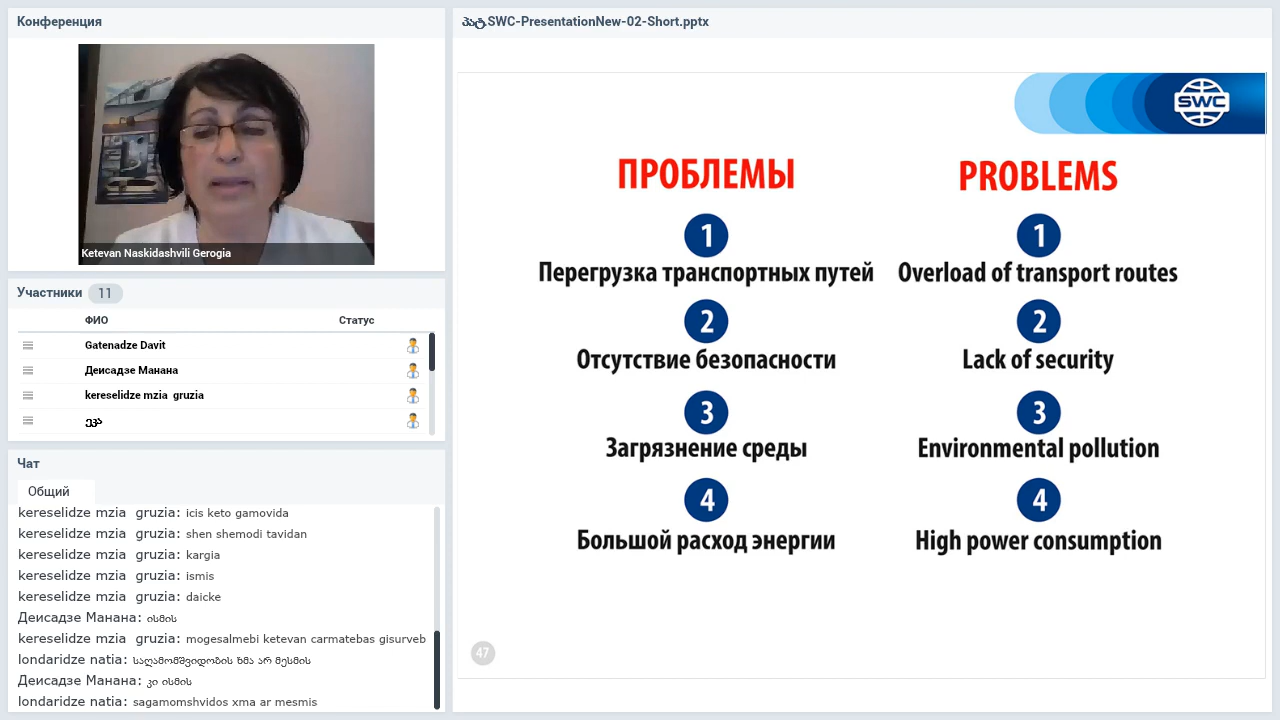 Конференция
Ketevan Naskidashvili Gerogia
Участники 11
ФИО Статус
Gatenadze Davit
Деисадзе Манана
kereselidze mzia gruzia
ევა
Чат
Общий
kereselidze mzia gruzia: icis keto gamovida
kereselidze mzia gruzia: shen shemodi tavidan
kereselidze mzia gruzia: kargia
kereselidze mzia gruzia: ismis
kereselidze mzia gruzia: daicke
Деисадзе Манана: ისმის
kereselidze mzia gruzia: mogesalmebi ketevan carmatebas gisurveb
londaridze natia: საღამომშვიდობის ხმა არ მესმის
Деисадзе Манана: კი ისმის
londaridze natia: sagamomshvidos xma ar mesmis
პატ.SWC-PresentationNew-02-Short.pptx
SWC
ПРОБЛЕМЫ
1
Перегрузка транспортных путей
2
Отсутствие безопасности
3
Загрязнение среды
4
Большой расход энергии
PROBLEMS
1
Overload of transport routes
2
Lack of security
3
Environmental pollution
4
High power consumption
47